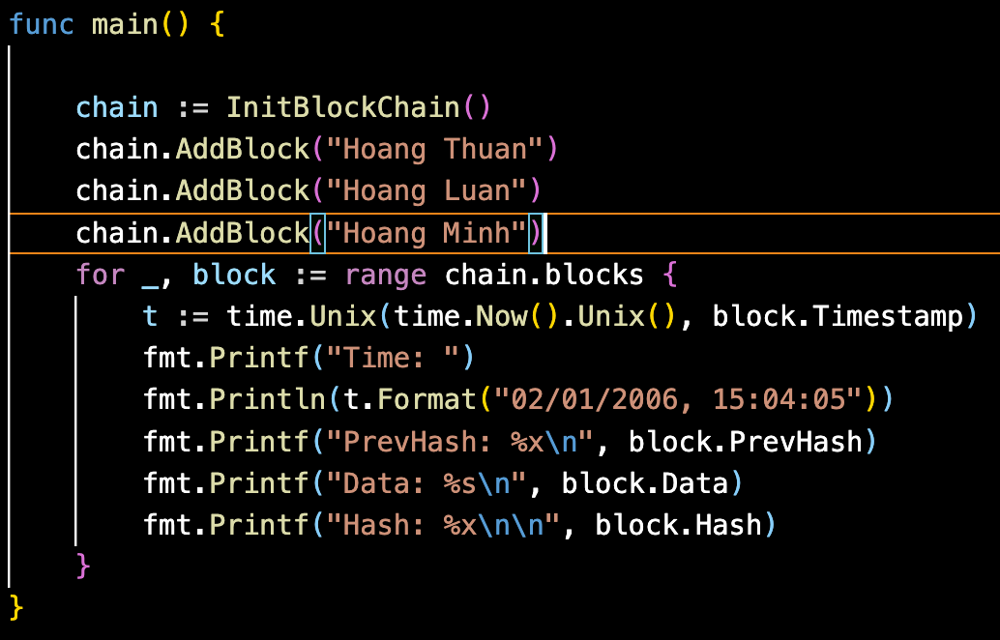 func main() {
chain := InitBlockChain()
chain.AddBlock("Hoang Thuan")
chain.AddBlock("Hoang Luan")
chain.AddBlock("Hoang Minh")
for _, block := range chain.blocks {
t := time.Unix(time.Now().Unix(), block.Timestamp)
fmt.Printf("Time: ")
fmt.Println(t.Format("02/01/2006, 15:04:05"))
fmt.Printf("PrevHash: %x\n", block.PrevHash)
fmt.Printf("Data: %s\n", block.Data)
fmt.Printf("Hash: %x\n\n", block.Hash)
}
}